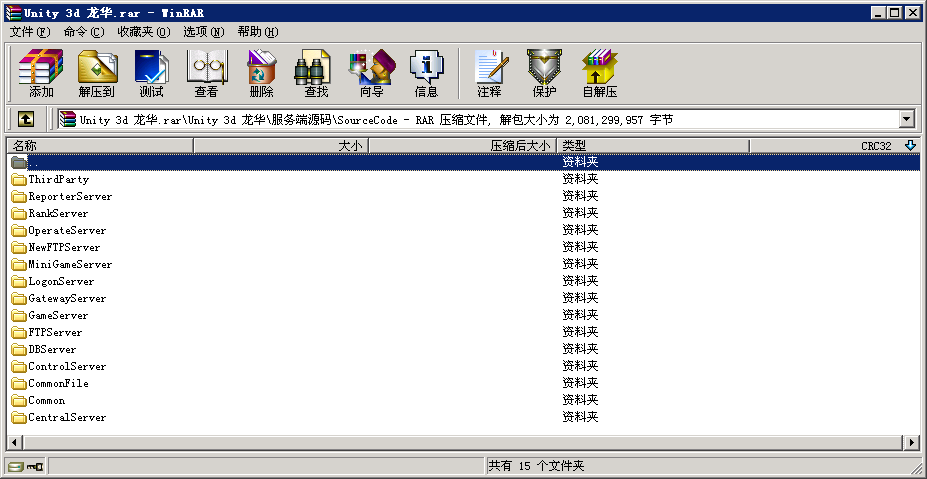 Unity 3d 龙华.rar - WinRAR
文件(F) 命令(C) 收藏夹(O) 选项(N) 帮助(H)
添加 解压到 测试 查看 删除 查找 向导 信息 注释 保护 自解压
Unity 3d 龙华.rar\Unity 3d 龙华\服务端源码\SourceCode - RAR 压缩文件, 解包大小为 2,081,299,957 字节
名称 大小 压缩后大小 类型 CRC32
.. 资料夹
ThirdParty 资料夹
ReporterServer 资料夹
RankServer 资料夹
OperateServer 资料夹
NewFTPServer 资料夹
MiniGameServer 资料夹
LogonServer 资料夹
GatewayServer 资料夹
GameServer 资料夹
FTPServer 资料夹
DBServer 资料夹
ControlServer 资料夹
CommonFile 资料夹
Common 资料夹
CentralServer 资料夹
共有 15 个文件夹